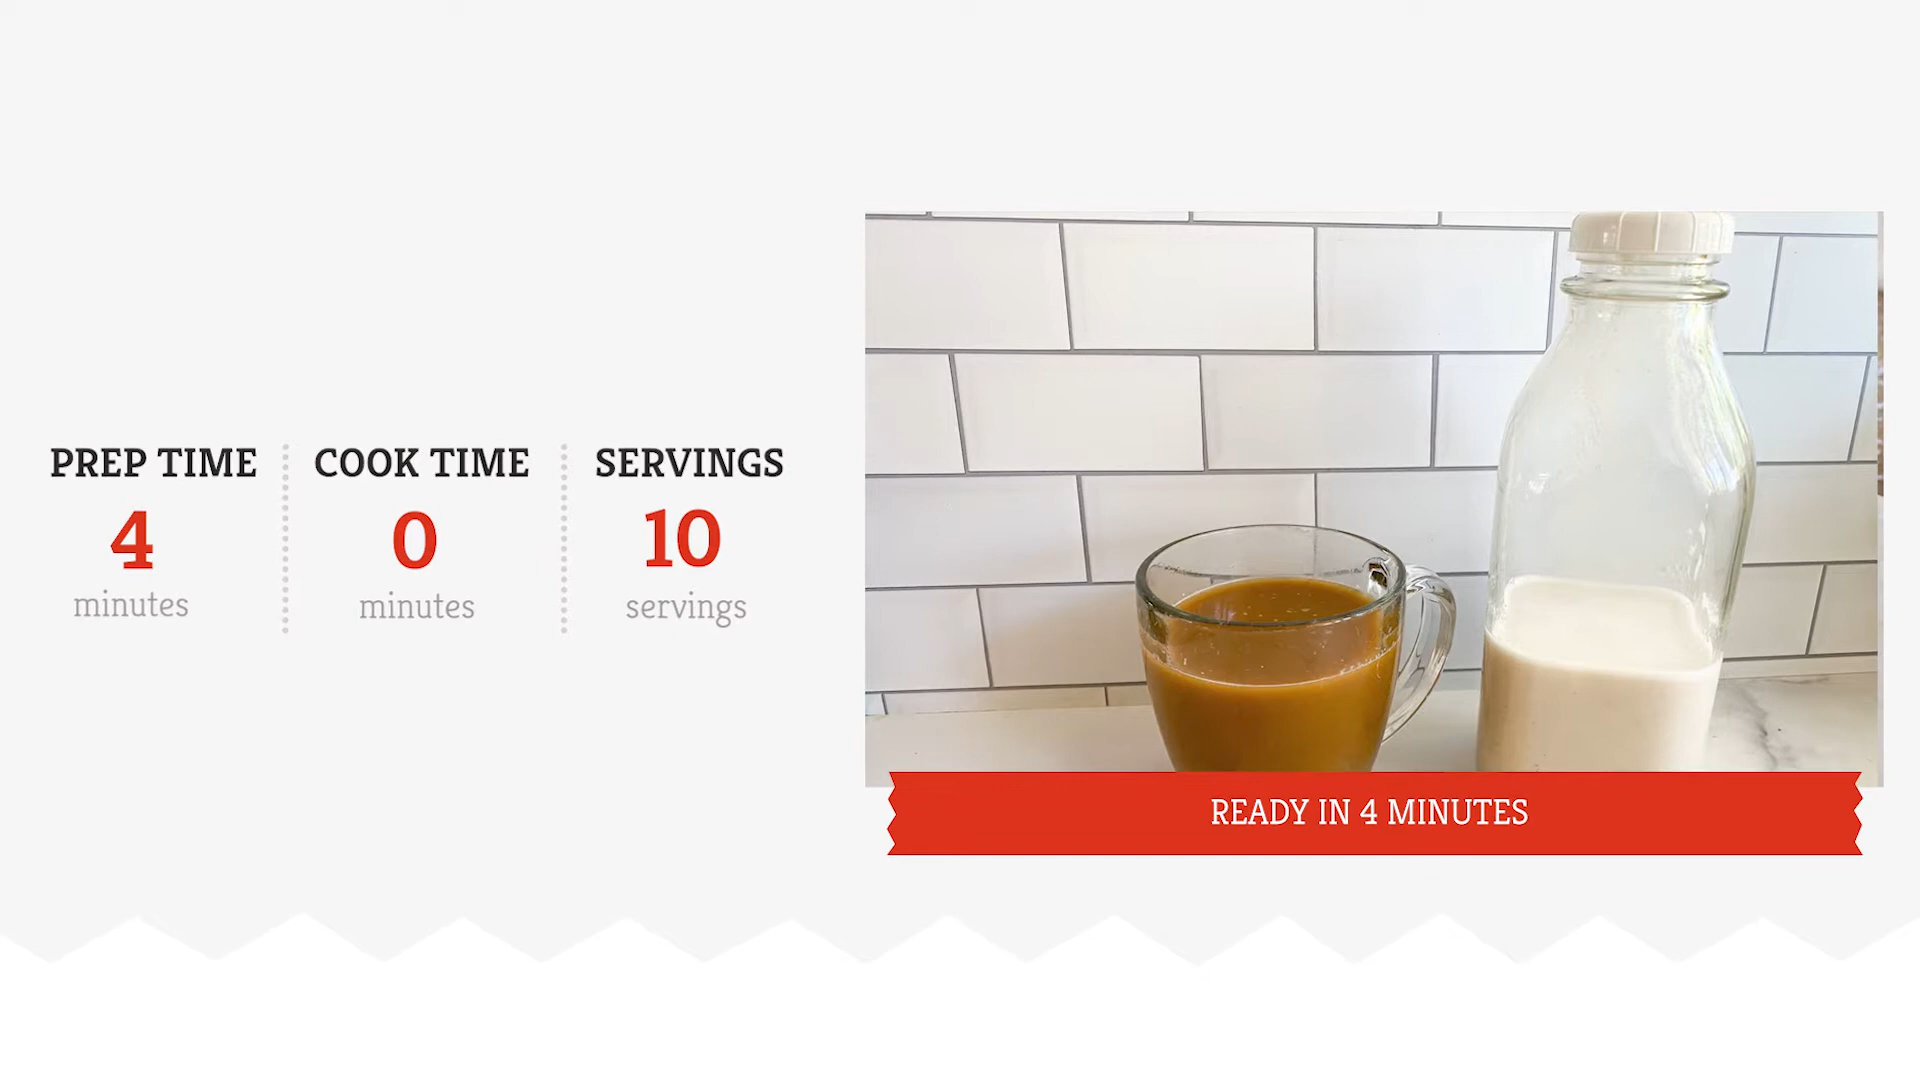 PREP TIME
4
minutes
COOK TIME
0
minutes
SERVINGS
10
servings
READY IN 4 MINUTES